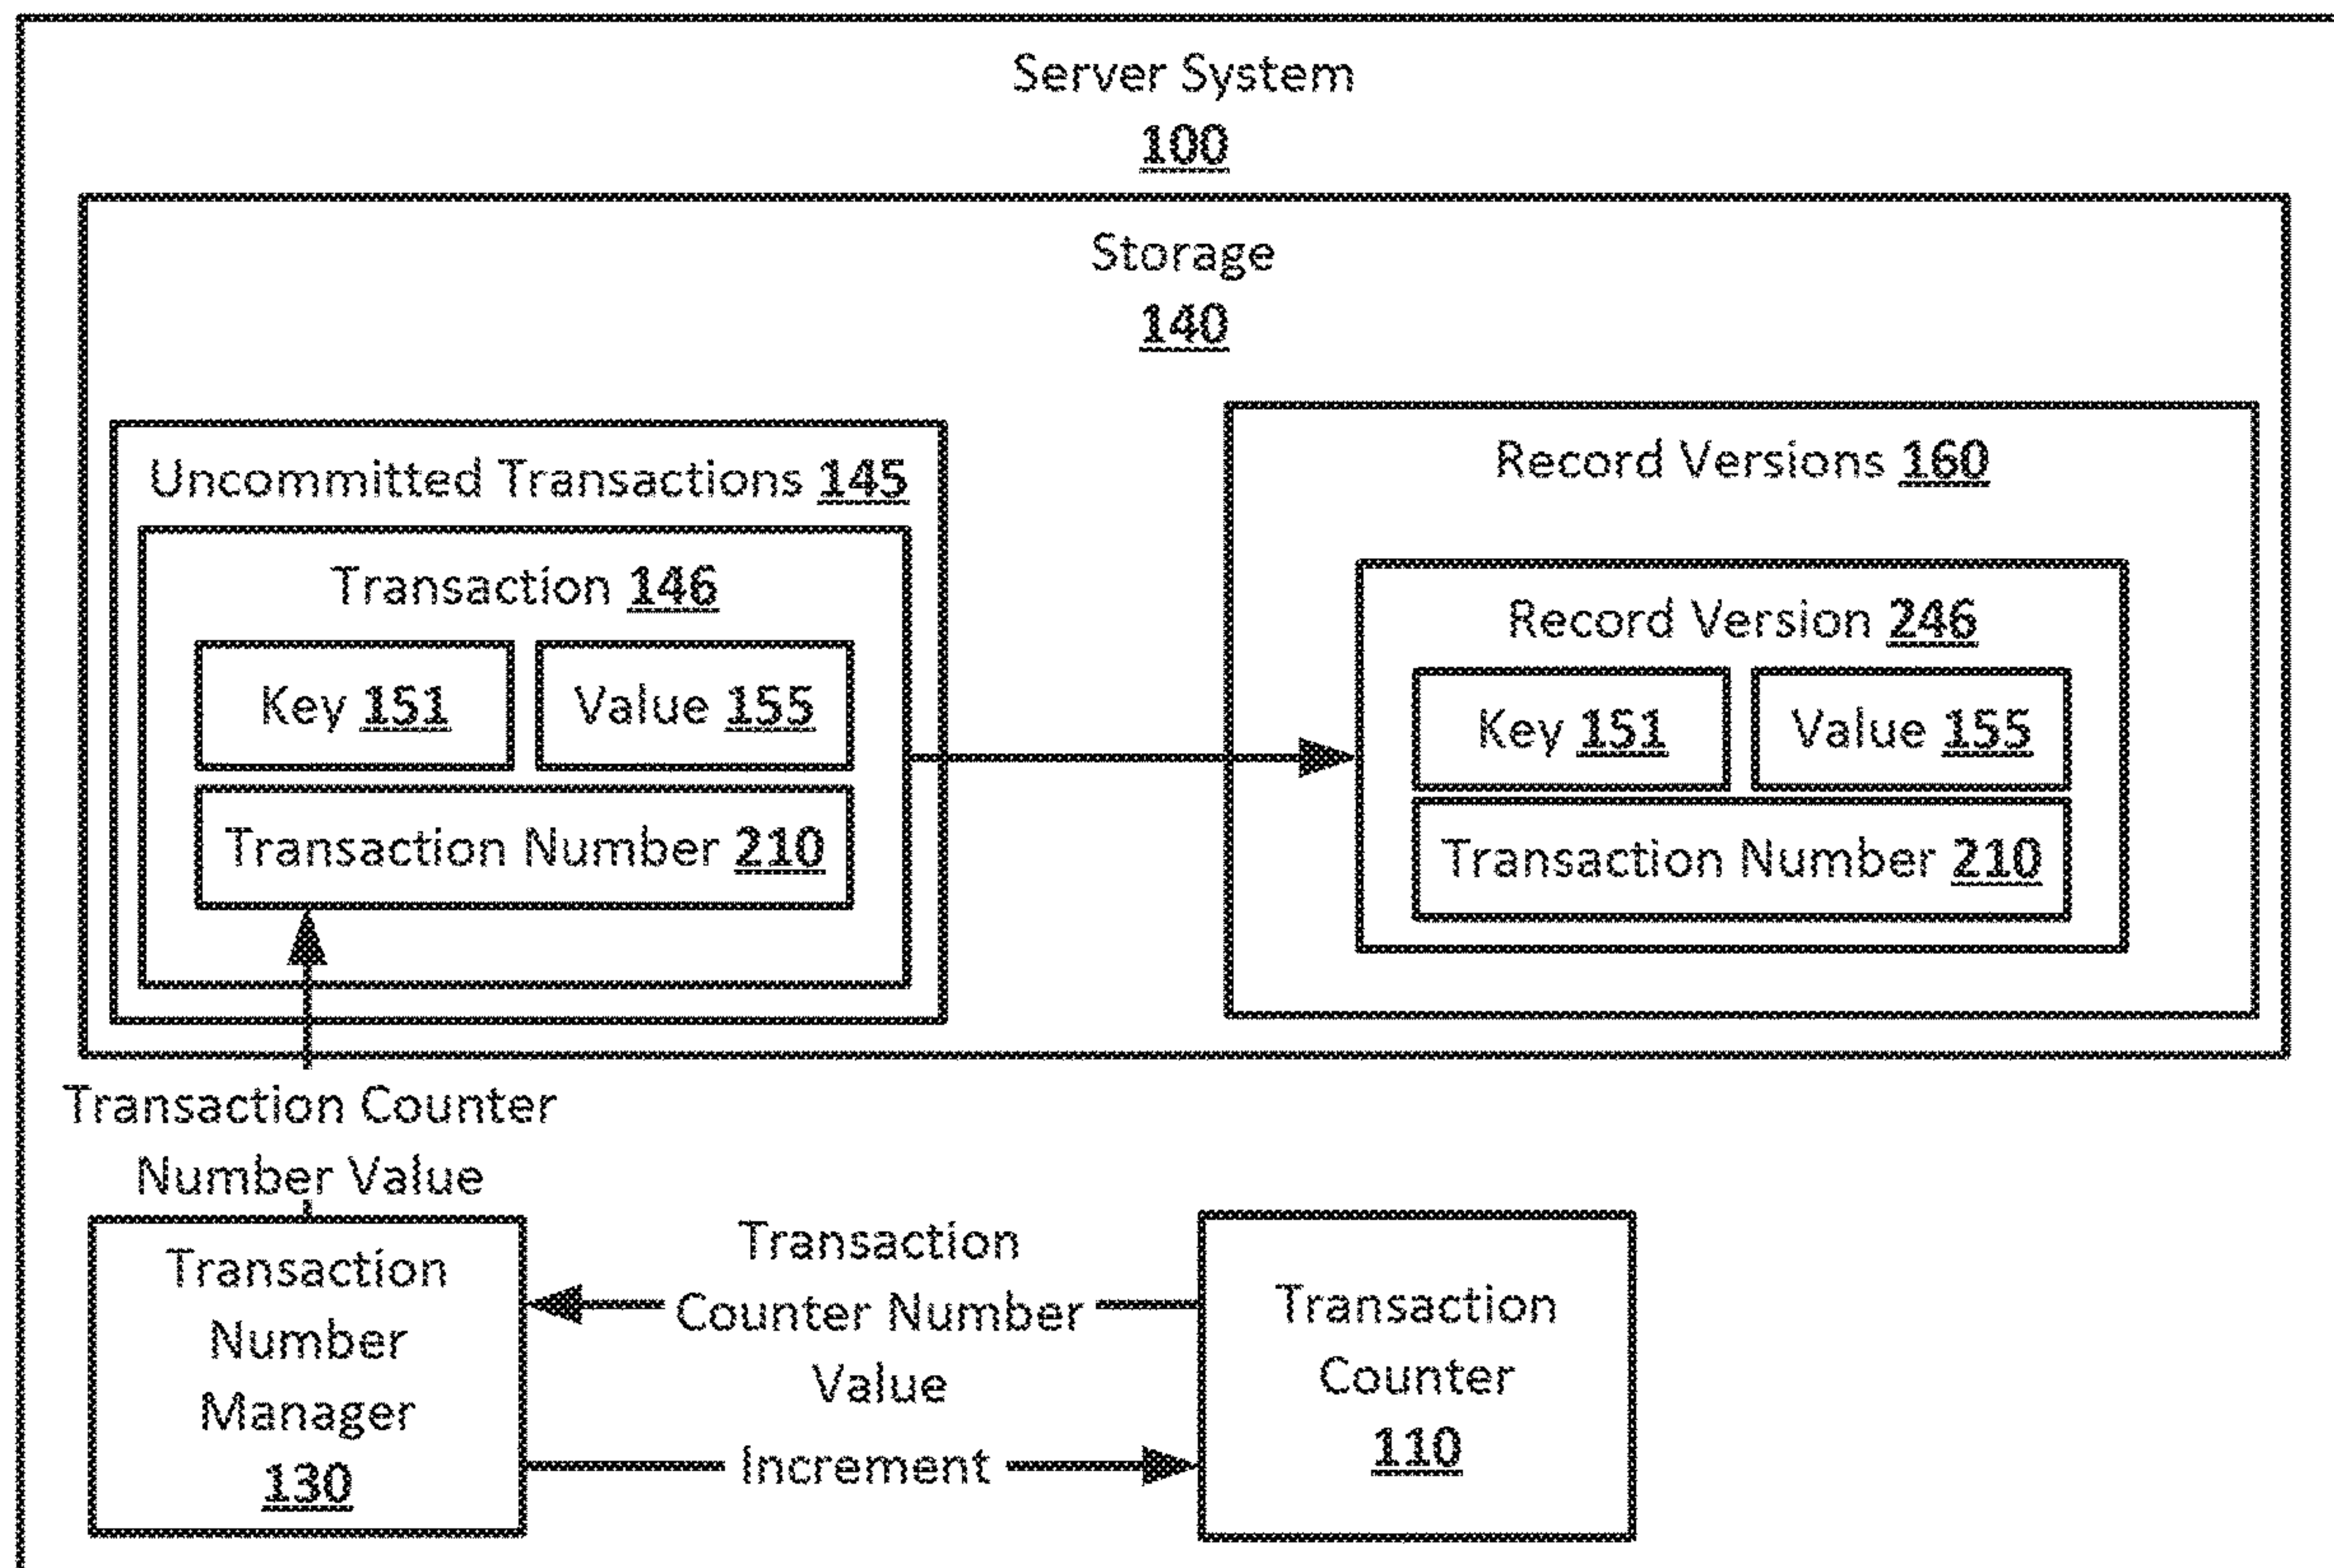 Server System
100
Storage
140
Uncommitted Transactions 145
Transaction 146
Key 151
Value 155
Transaction Number 210
Record Versions 160
Record Version 246
Key 151
Value 155
Transaction Number 210
Transaction Counter
Number Value
Transaction
Number
Manager
130
Transaction
Counter Number
Value
Increment
Transaction
Counter
110